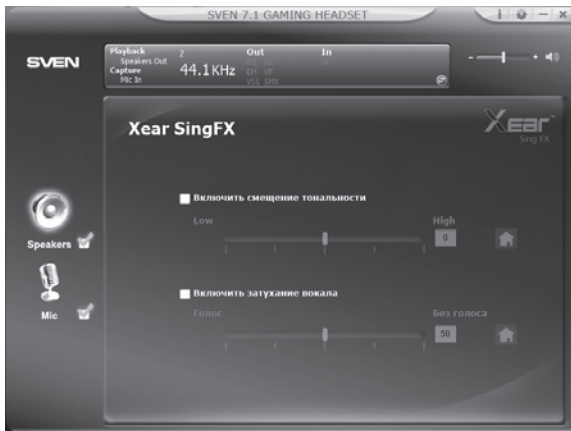 SVEN 7.1 GAMING HEADSET
SVEN
Playback 2 Out In
Speakers Out
Capture 44.1KHz
Mic In
Xear SingFX
Xear
Sing FX
Включить смещение тональности
Low High
0
Speakers
Mic
Включить затухание вокала
Голос Без голоса
50